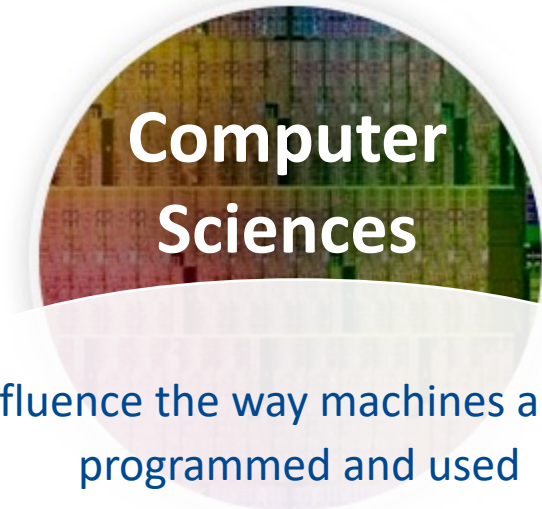 Computer
Sciences
fluence the way machines a
programmed and used